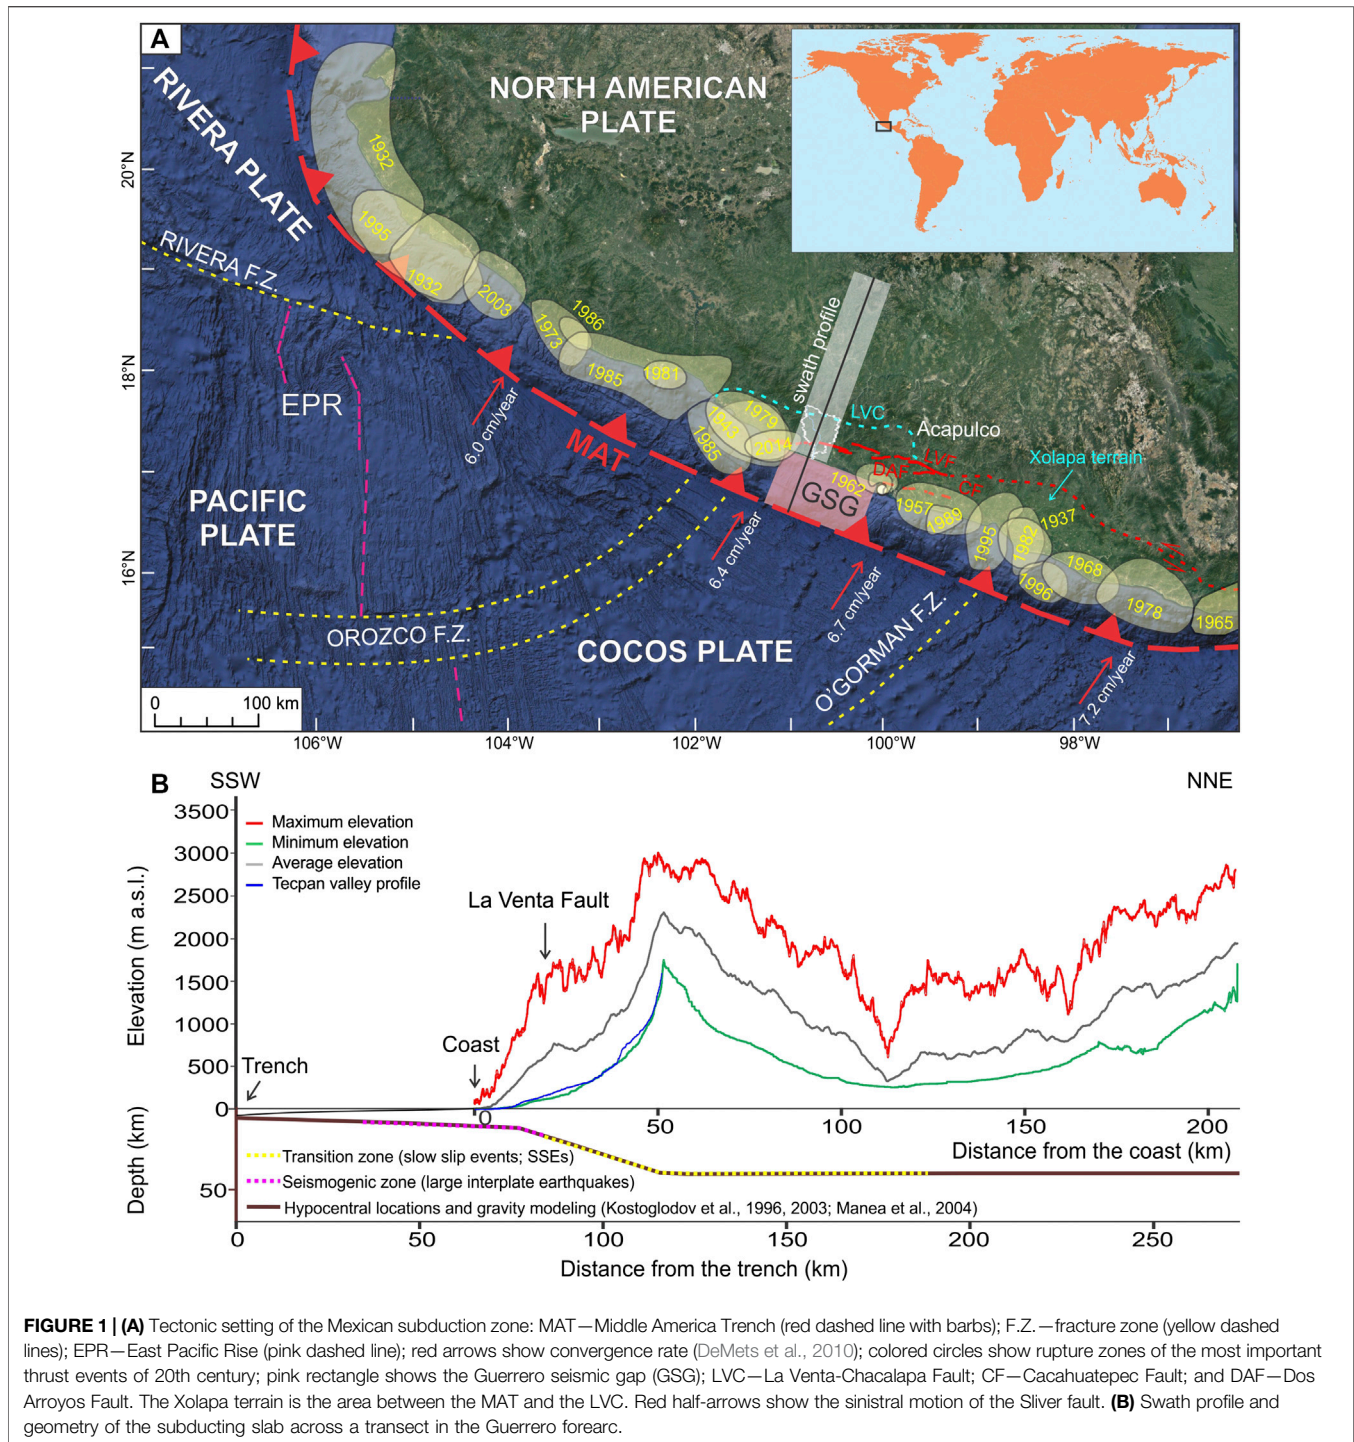 A
RIVERA PLATE
NORTH AMERICAN
PLATE
20°N
1932
1995
1932
RIVERA F.Z.
2003
1973
1986
1985
1981
18°N
EPR
6.0 cm/year
MAT
swath profile
LVC
Acapulco
1943
1979
1985
2014
LVF
DAF
CF
Xolapa terrain
1962
GSG
1957
1989
1995
1982
1937
1968
1996
1978
1965
PACIFIC
PLATE
16°N
6.4 cm/year
6.7 cm/year
7.2 cm/year
OROZCO F.Z.
COCOS PLATE
O'GORMAN F.Z.
0 100 km
106°W 104°W 102°W 100°W 98°W
B SSW NNE
3500
3000
2500
2000
1500
1000
500
0
50
Elevation (m a.s.l.)
Depth (km)
Maximum elevation
Minimum elevation
Average elevation
Tecpan valley profile
La Venta Fault
Coast
Trench
0 50 100 150 200
Distance from the coast (km)
Transition zone (slow slip events; SSEs)
Seismogenic zone (large interplate earthquakes)
Hypocentral locations and gravity modeling (Kostoglodov et al., 1996, 2003; Manea et al., 2004)
0 50 100 150 200 250
Distance from the trench (km)
FIGURE 1 | (A) Tectonic setting of the Mexican subduction zone: MAT—Middle America Trench (red dashed line with barbs); F.Z.—fracture zone (yellow dashed
lines); EPR—East Pacific Rise (pink dashed line); red arrows show convergence rate (DeMets et al., 2010); colored circles show rupture zones of the most important
thrust events of 20th century; pink rectangle shows the Guerrero seismic gap (GSG); LVC—La Venta-Chacalapa Fault; CF—Cacahuatepec Fault; and DAF—Dos
Arroyos Fault. The Xolapa terrain is the area between the MAT and the LVC. Red half-arrows show the sinistral motion of the Sliver fault. (B) Swath profile and
geometry of the subducting slab across a transect in the Guerrero forearc.